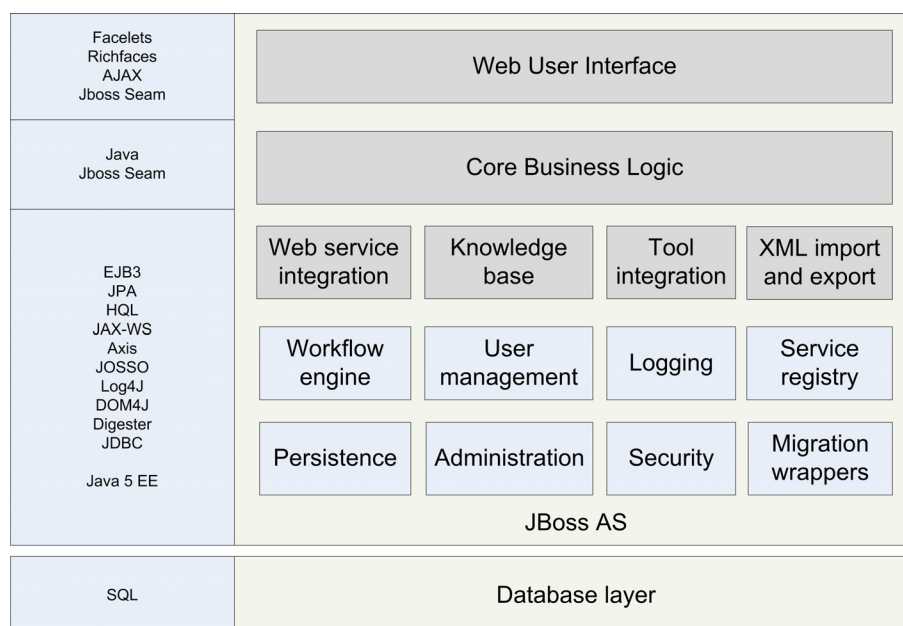 Facelets
Richfaces
AJAX
Jboss Seam
Web User Interface
Java
Jboss Seam
Core Business Logic
EJB3
JPA
HQL
JAX-WS
Axis
JOSSO
Log4J
DOM4J
Digester
JDBC
Java 5 EE
Web service
integration
Knowledge
base
Tool
integration
XML import
and export
Workflow
engine
User
management
Logging
Service
registry
Persistence
Administration
Security
Migration
wrappers
JBoss AS
SQL
Database layer